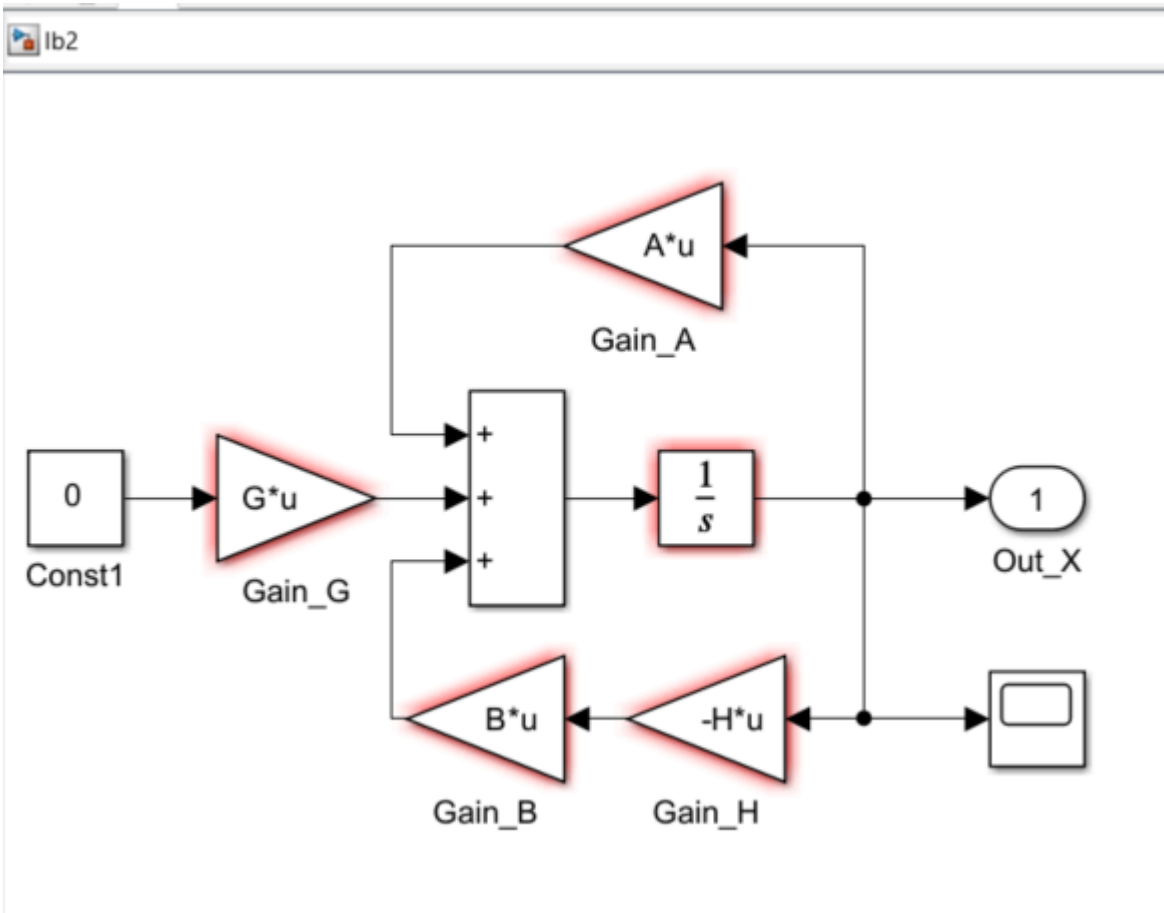 lb2
A*u
Gain_A
+
0
G*u
+
1
s
1
+
Const1
Gain_G
Out_X
B*u
-H*u
Gain_B
Gain_H